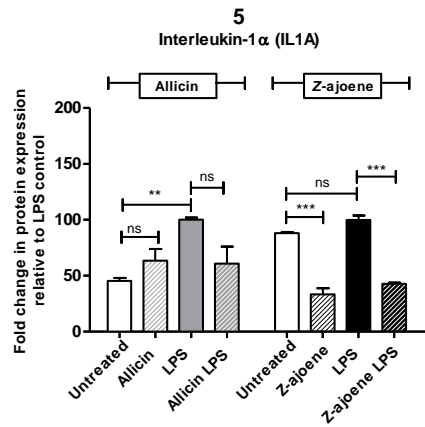 5
Interleukin-1α (IL1A)
Allicin
Z-ajoene
Fold change in protein expression
relative to LPS control
200
150
100
50
0
ns
**
ns
ns
***
***
Untreated
Allicin
LPS
Allicin LPS
Untreated
Z-ajoene
LPS
Z-ajoene LPS